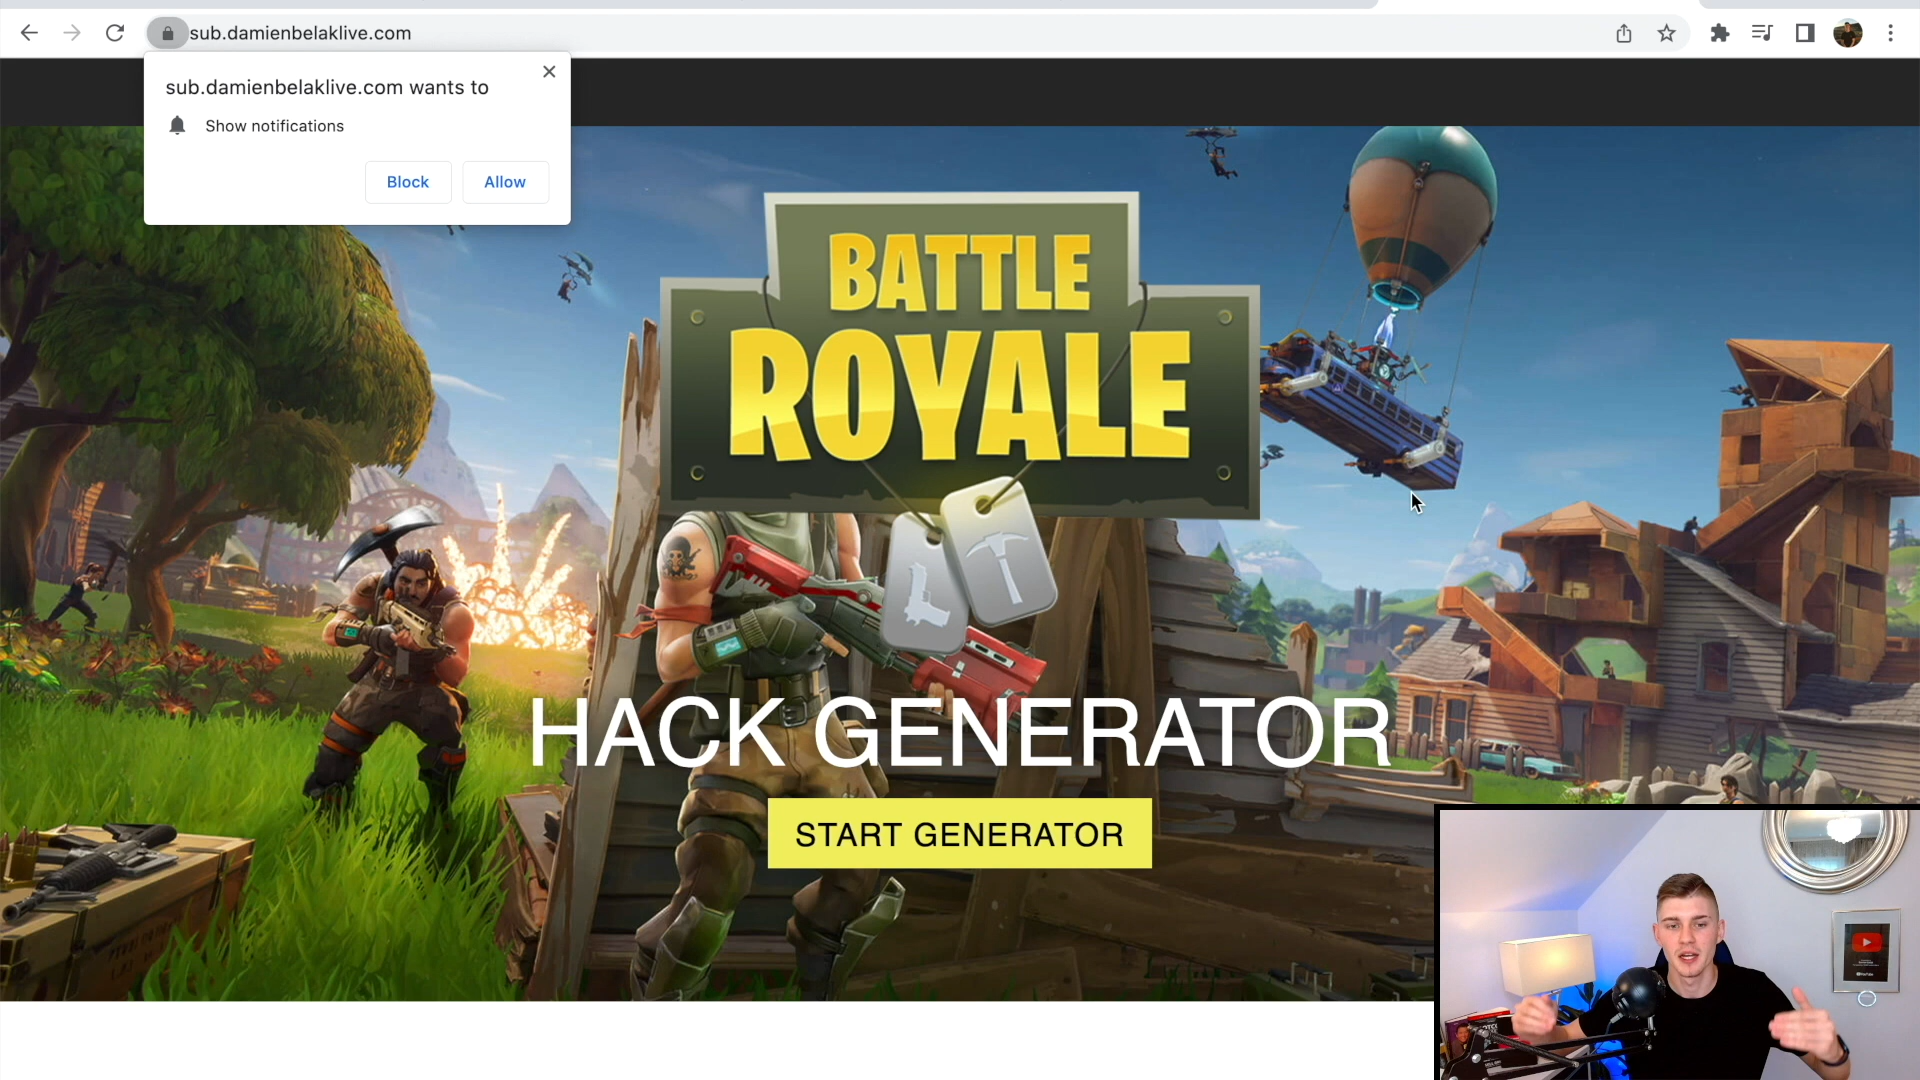 sub.damienbelaklive.com
sub.damienbelaklive.com wants to
Show notifications
Block
Allow
BATTLE
ROYALE
HACK GENERATOR
START GENERATOR